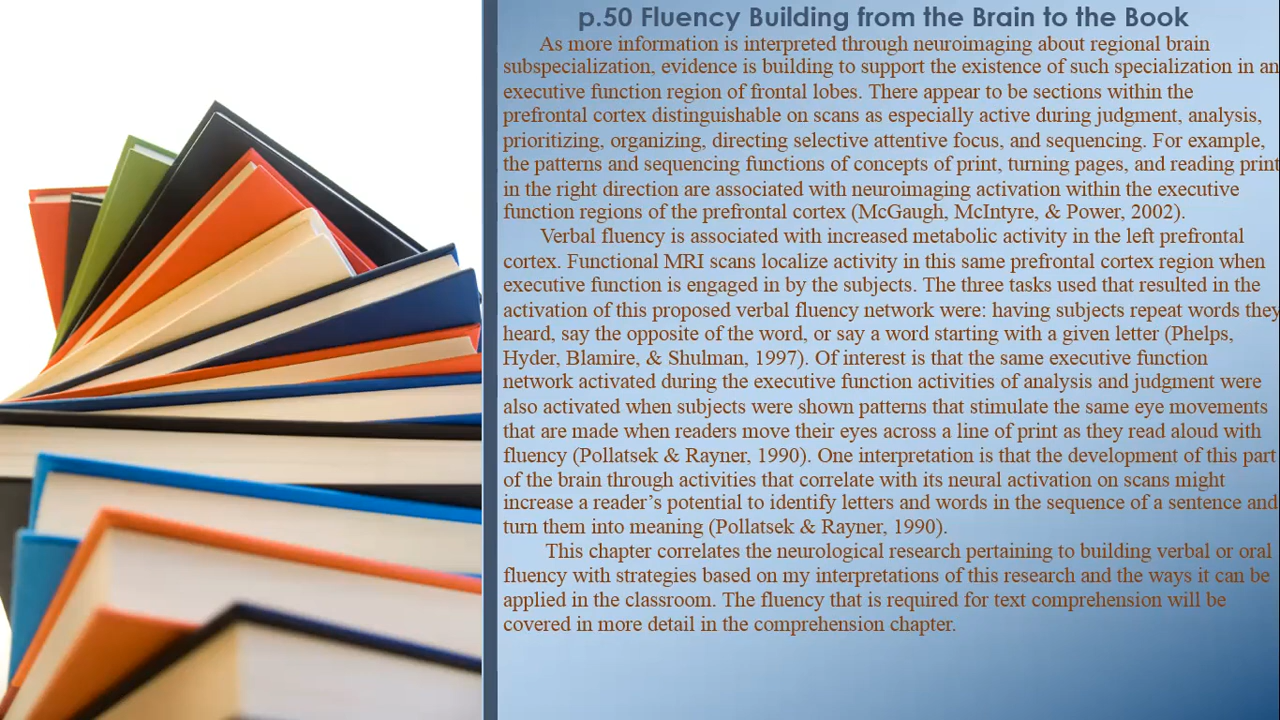 p.50 Fluency Building from the Brain to the Book
As more information is interpreted through neuroimaging about regional brain
subspecialization, evidence is building to support the existence of such specialization in an
executive function region of frontal lobes. There appear to be sections within the
prefrontal cortex distinguishable on scans as especially active during judgment, analysis,
prioritizing, organizing, directing selective attentive focus, and sequencing. For example,
the patterns and sequencing functions of concepts of print, turning pages, and reading print
in the right direction are associated with neuroimaging activation within the executive
function regions of the prefrontal cortex (McGaugh, McIntyre, & Power, 2002).
Verbal fluency is associated with increased metabolic activity in the left prefrontal
cortex. Functional MRI scans localize activity in this same prefrontal cortex region when
executive function is engaged in by the subjects. The three tasks used that resulted in the
activation of this proposed verbal fluency network were: having subjects repeat words they
heard, say the opposite of the word, or say a word starting with a given letter (Phelps,
Hyder, Blamire, & Shulman, 1997). Of interest is that the same executive function
network activated during the executive function activities of analysis and judgment were
also activated when subjects were shown patterns that stimulate the same eye movements
that are made when readers move their eyes across a line of print as they read aloud with
fluency (Pollatsek & Rayner, 1990). One interpretation is that the development of this part
of the brain through activities that correlate with its neural activation on scans might
increase a reader's potential to identify letters and words in the sequence of a sentence and
turn them into meaning (Pollatsek & Rayner, 1990).
This chapter correlates the neurological research pertaining to building verbal or oral
fluency with strategies based on my interpretations of this research and the ways it can be
applied in the classroom. The fluency that is required for text comprehension will be
covered in more detail in the comprehension chapter.